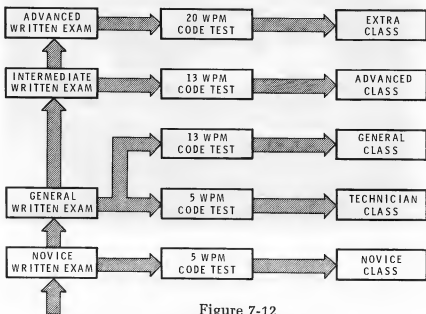 ADVANCED
WRITTEN EXAM
20 WPM
CODE TEST
EXTRA
CLASS
INTERMEDIATE
WRITTEN EXAM
13 WPM
CODE TEST
ADVANCED
CLASS
13 WPM
CODE TEST
GENERAL
CLASS
GENERAL
WRITTEN EXAM
5 WPM
CODE TEST
TECHNICIAN
CLASS
NOVICE
WRITTEN EXAM
5 WPM
CODE TEST
NOVICE
CLASS
Figure 7-12